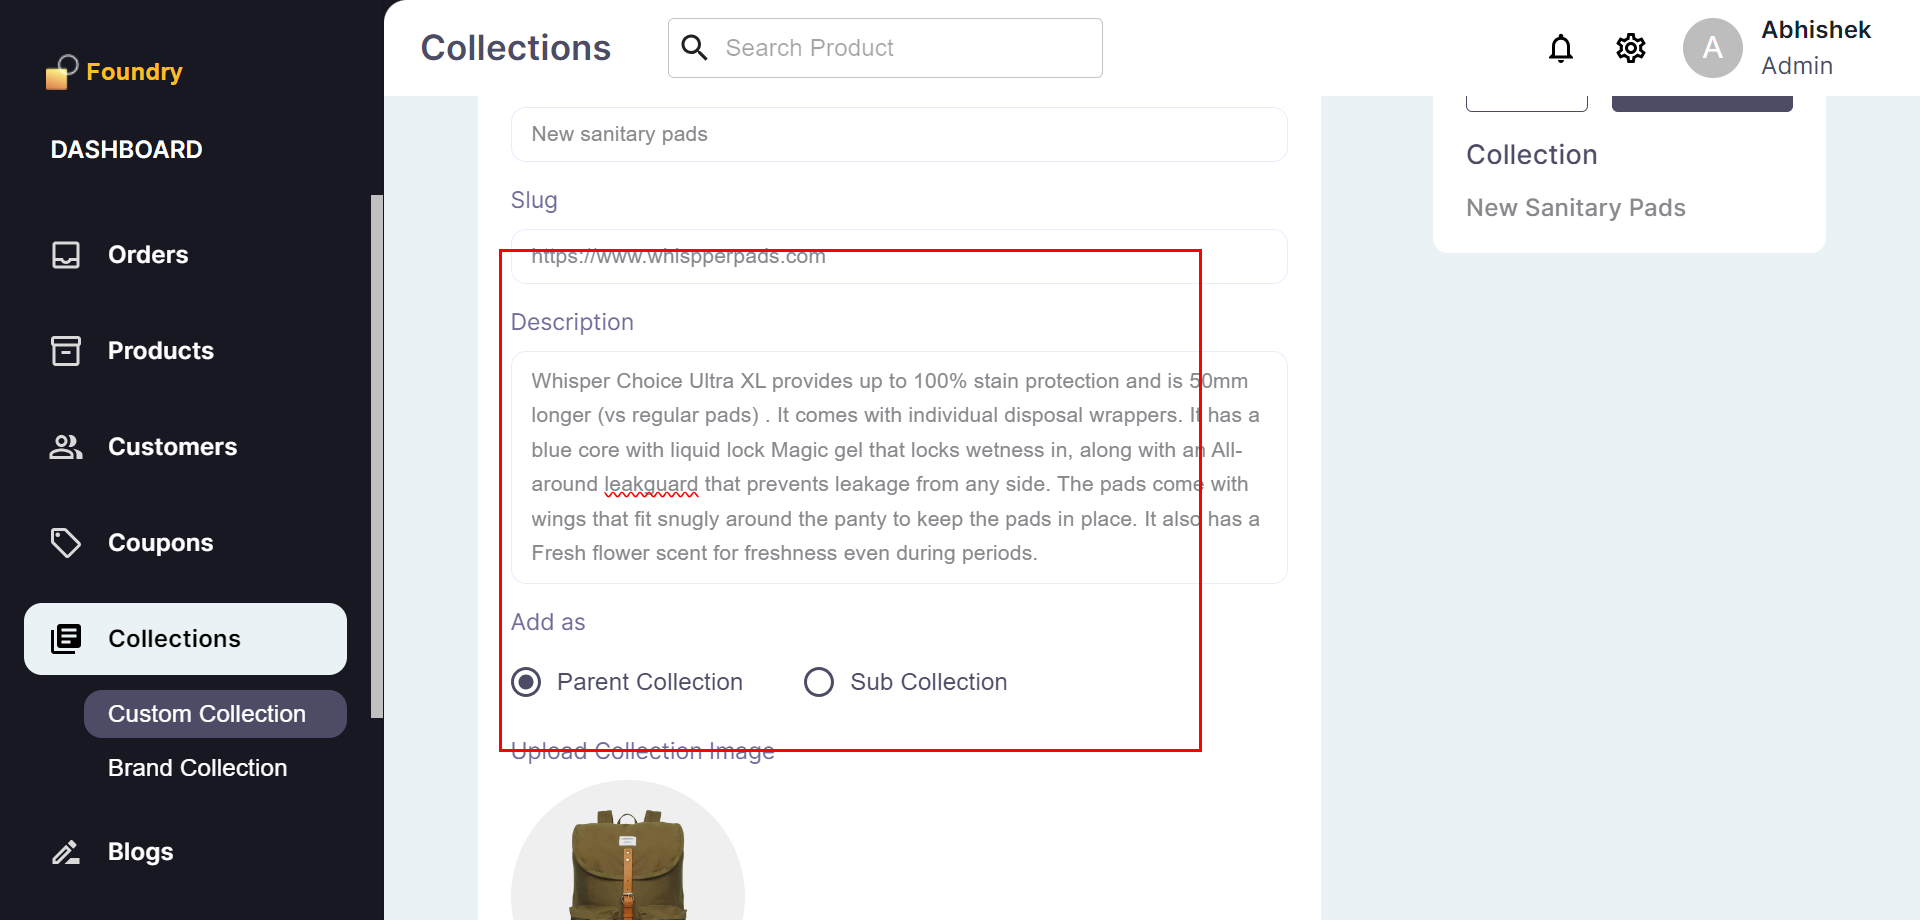 Foundry
DASHBOARD
Orders
Products
Customers
Coupons
Collections
Custom Collection
Brand Collection
Blogs
Collections
Search Product
A
Abhishek
Admin
New sanitary pads
Slug
https://www.whispperpads.com
Description
Whisper Choice Ultra XL provides up to 100% stain protection and is 50mm
longer (vs regular pads) . It comes with individual disposal wrappers. It has a
blue core with liquid lock Magic gel that locks wetness in, along with an All-
around leakguard that prevents leakage from any side. The pads come with
wings that fit snugly around the panty to keep the pads in place. It also has a
Fresh flower scent for freshness even during periods.
Add as
Parent Collection
Sub Collection
Upload Collection Image
Collection
New Sanitary Pads